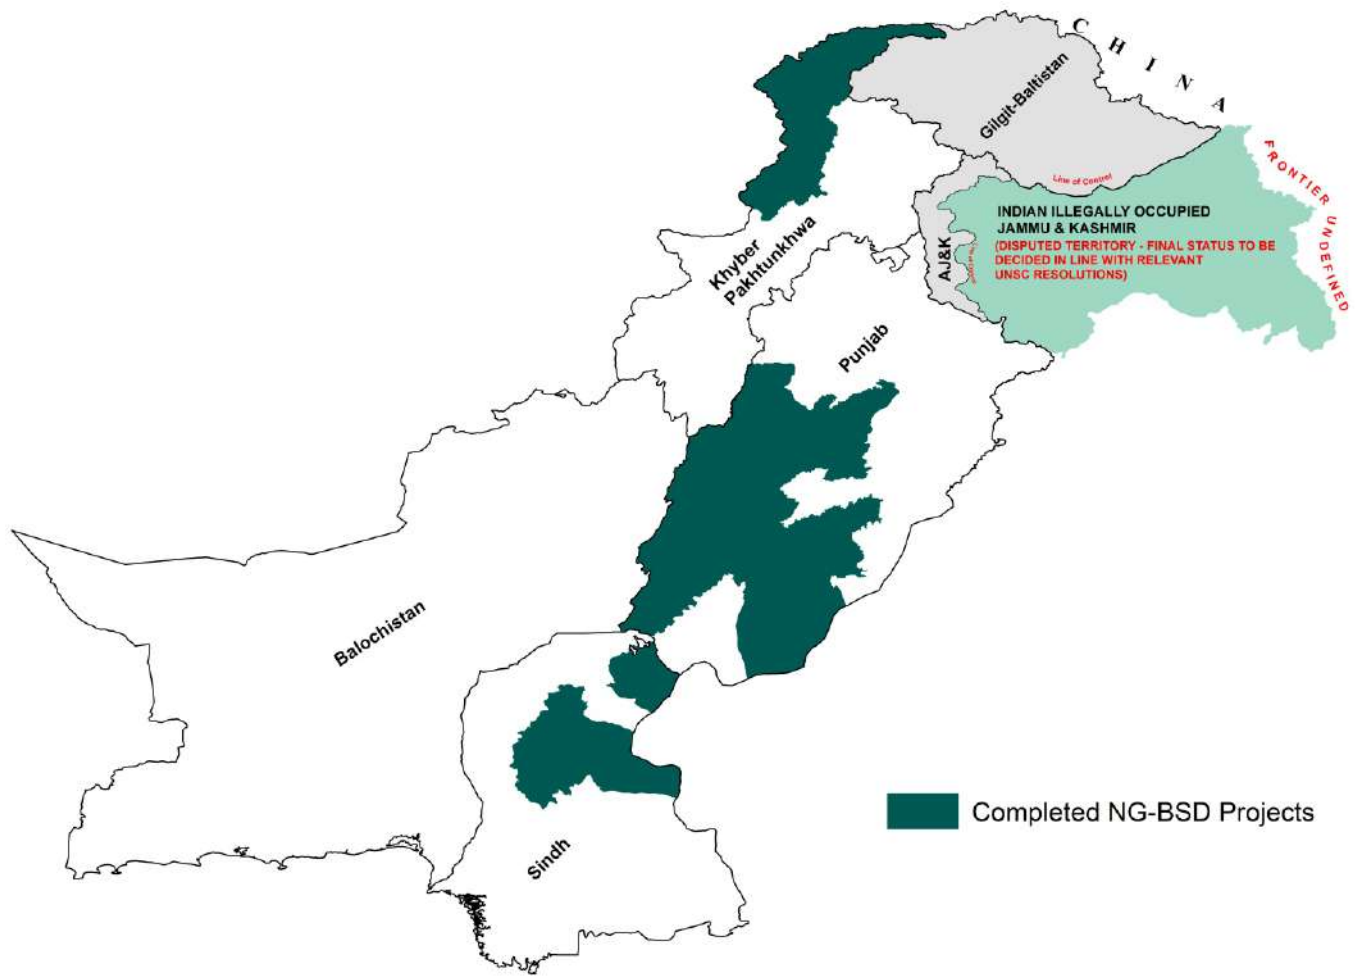 CHINA
Gilgit-Baltistan
FRONTIER UNDEFINED
Line of Control
INDIAN ILLEGALLY OCCUPIED
JAMMU & KASHMIR
(DISPUTED TERRITORY - FINAL STATUS TO BE
DECIDED IN LINE WITH RELEVANT
UNSC RESOLUTIONS)
AJ&K
Khyber
Pakhtunkhwa
Punjab
Balochistan
Sindh
Completed NG-BSD Projects